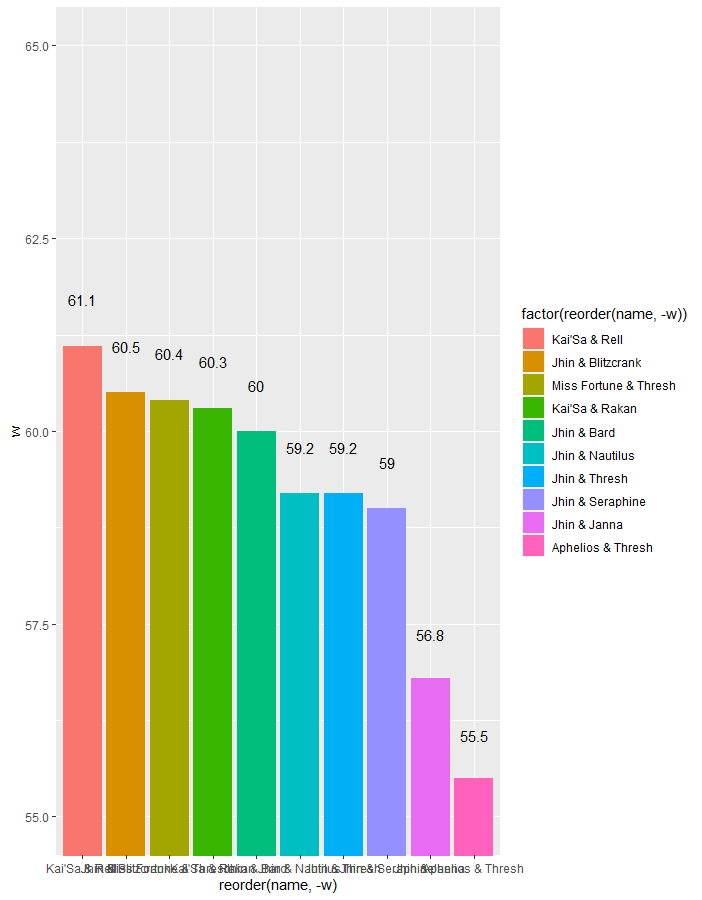 65.0
62.5
60.0
57.5
55.0
w
61.1
60.5
60.4
60.3
60
59.2
59.2
59
56.8
55.5
reorder(name, -w)
factor(reorder(name, -w))
Kai'Sa & Rell
Jhin & Blitzcrank
Miss Fortune & Thresh
Kai'Sa & Rakan
Jhin & Bard
Jhin & Nautilus
Jhin & Thresh
Jhin & Seraphine
Jhin & Janna
Aphelios & Thresh